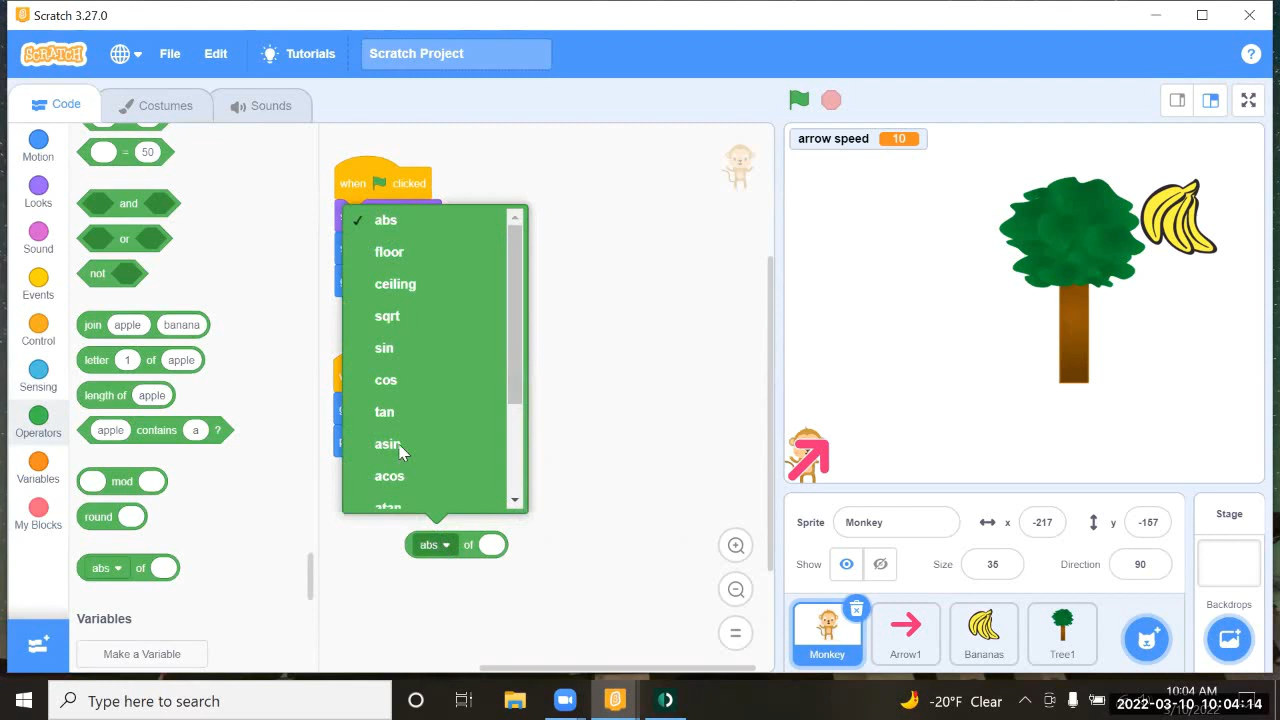 Scratch 3.27.0
SCRATCH
File
Edit
Tutorials
Scratch Project
?
Code
Costumes
Sounds
Motion
Looks
Sound
Events
Control
Sensing
Operators
Variables
My Blocks
= 50
and
or
not
join apple banana
letter 1 of apple
length of apple
apple contains a ?
mod
round
abs of
Variables
Make a Variable
when clicked
abs
floor
ceiling
sqrt
sin
cos
tan
asin
acos
atan
abs of
arrow speed 10
Sprite Monkey x -217 y -157
Show Size 35 Direction 90
Monkey
Arrow1
Bananas
Tree1
Stage
Backdrops
Type here to search
-20°F Clear
10:04 AM
2022-03-10 10:04:14